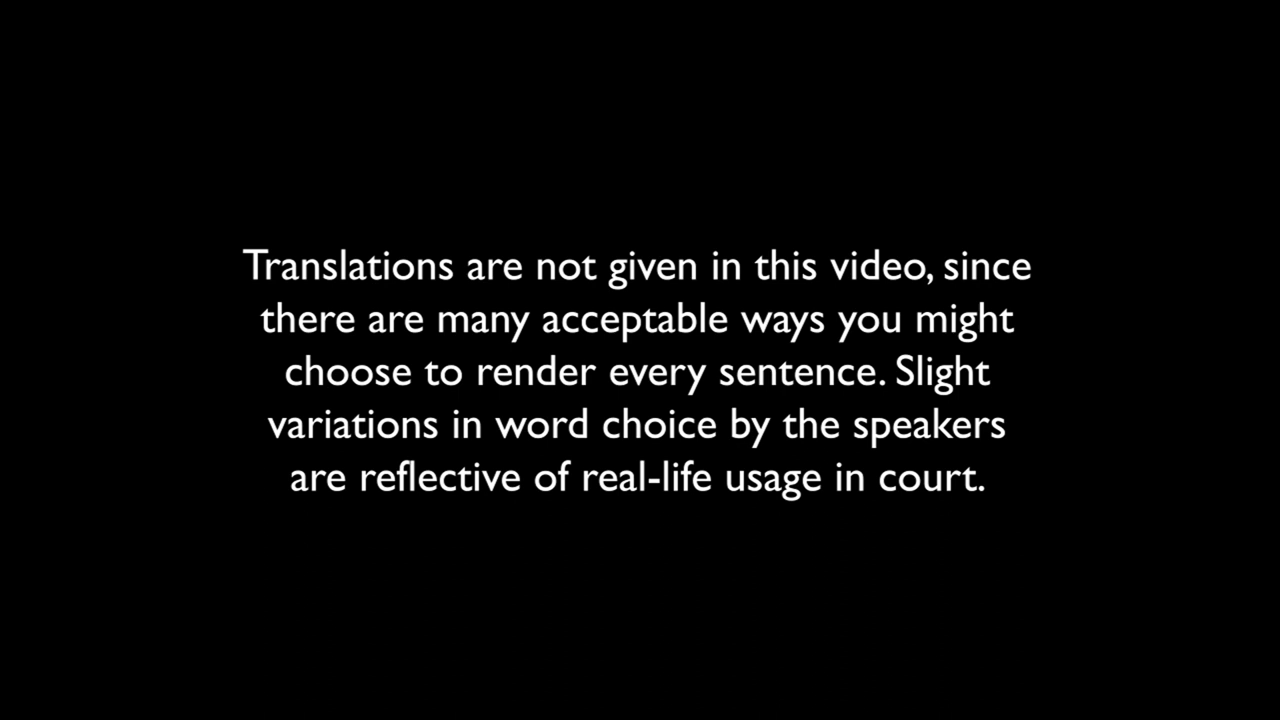 Translations are not given in this video, since
there are many acceptable ways you might
choose to render every sentence. Slight
variations in word choice by the speakers
are reflective of real-life usage in court.